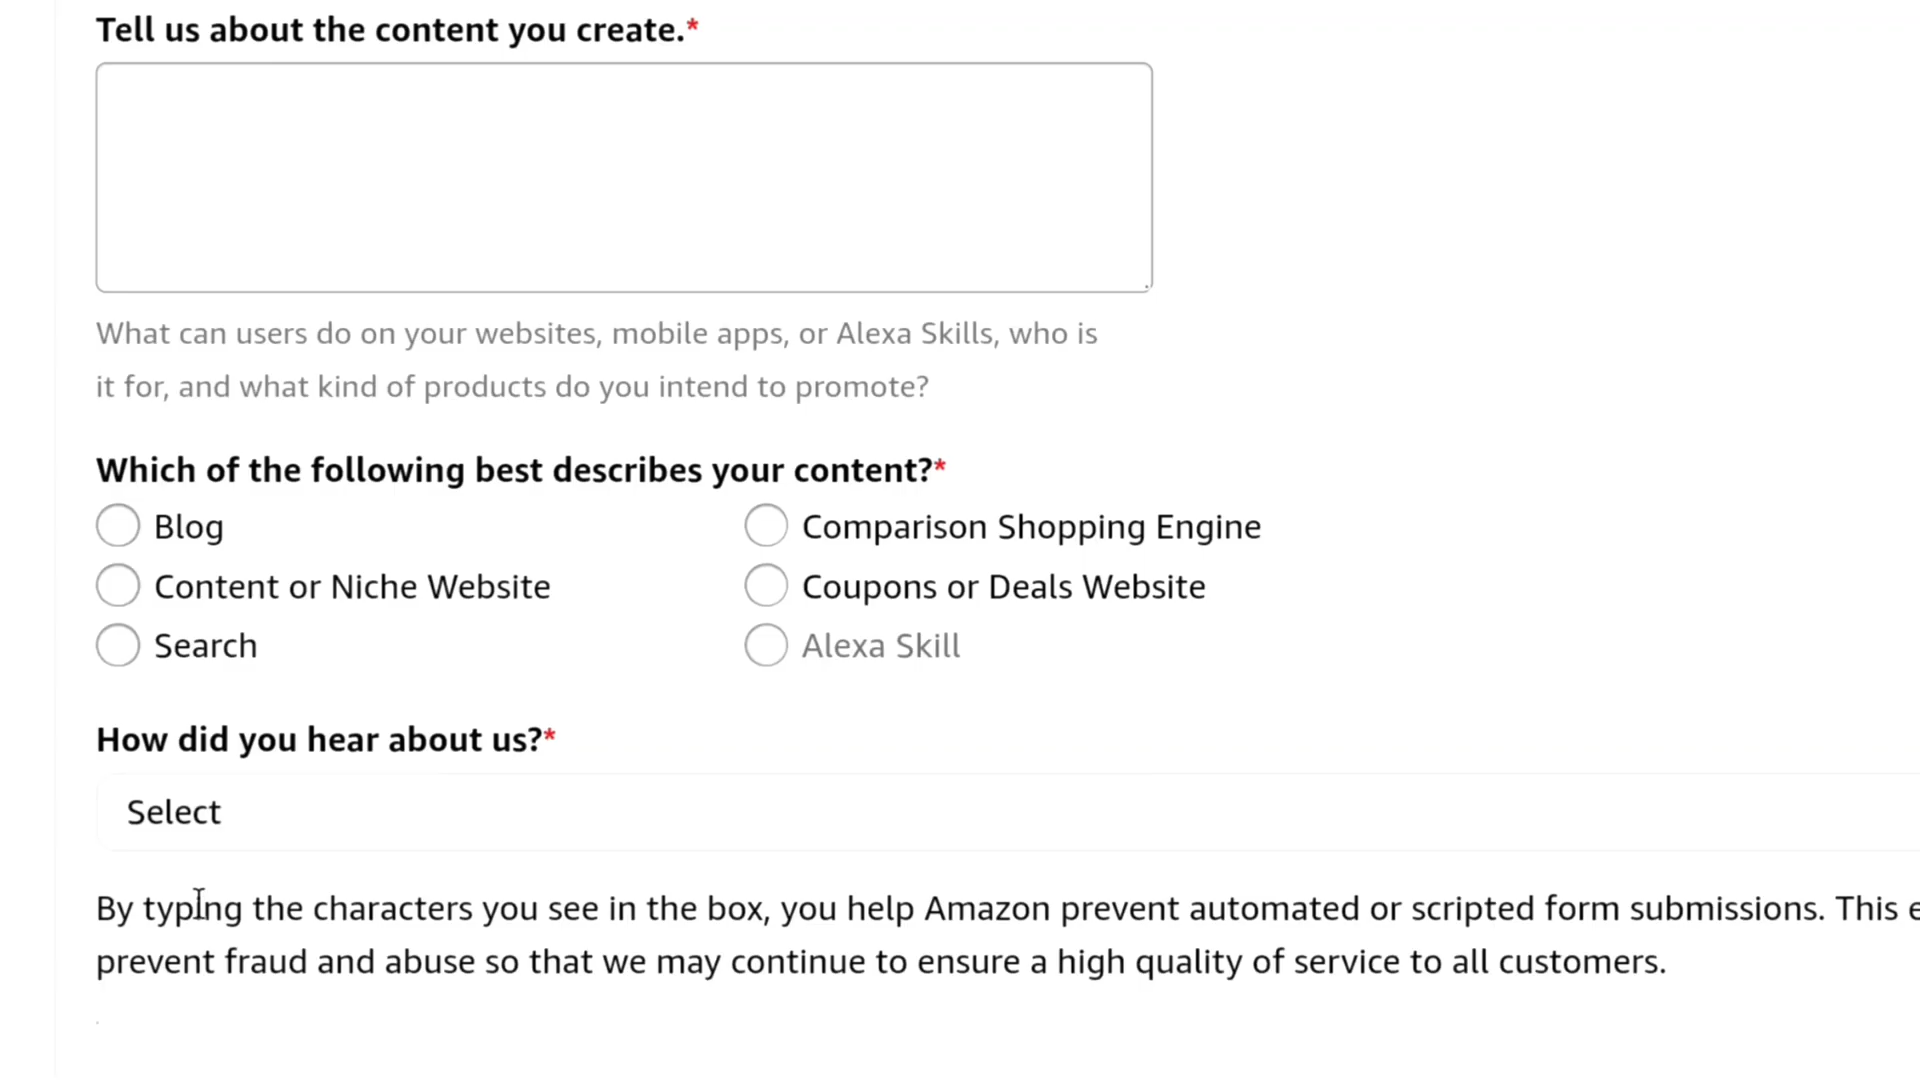 Tell us about the content you create.*
What can users do on your websites, mobile apps, or Alexa Skills, who is
it for, and what kind of products do you intend to promote?
Which of the following best describes your content?*
Blog
Comparison Shopping Engine
Content or Niche Website
Coupons or Deals Website
Search
Alexa Skill
How did you hear about us?*
Select
By typing the characters you see in the box, you help Amazon prevent automated or scripted form submissions. This
prevent fraud and abuse so that we may continue to ensure a high quality of service to all customers.